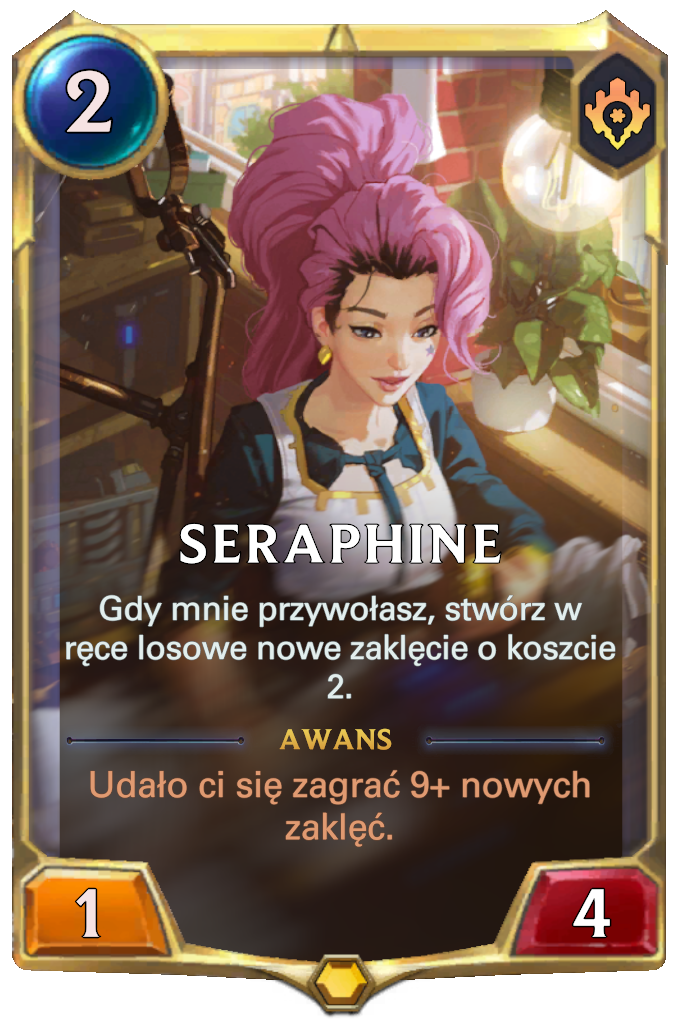 2
SERAPHINE
Gdy mnie przywołasz, stwórz w
ręce losowe nowe zaklęcie o koszcie
2.
AWANS
Udało ci się zagrać 9+ nowych
zaklęć.
1
4